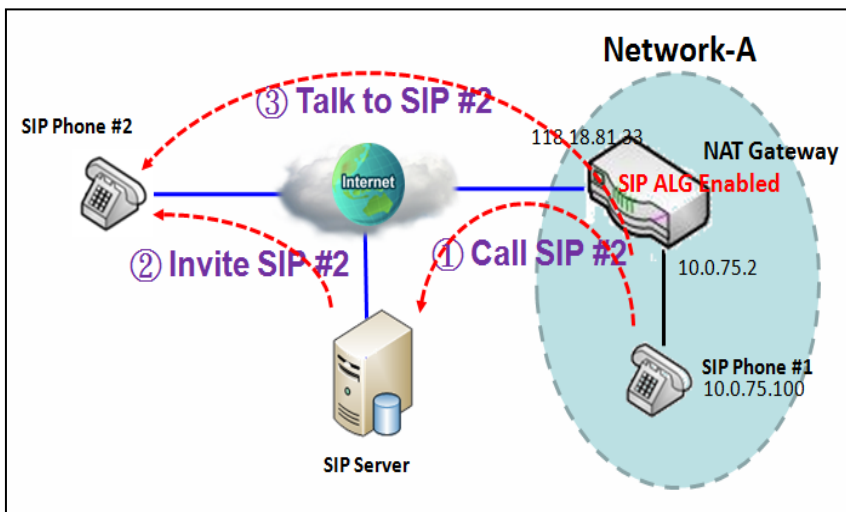 Network-A
③ Talk to SIP #2
SIP Phone #2
118.18.81.33
NAT Gateway
Internet
SIP ALG Enabled
② Invite SIP #2
① Call SIP #2
10.0.75.2
SIP Phone #1
10.0.75.100
SIP Server